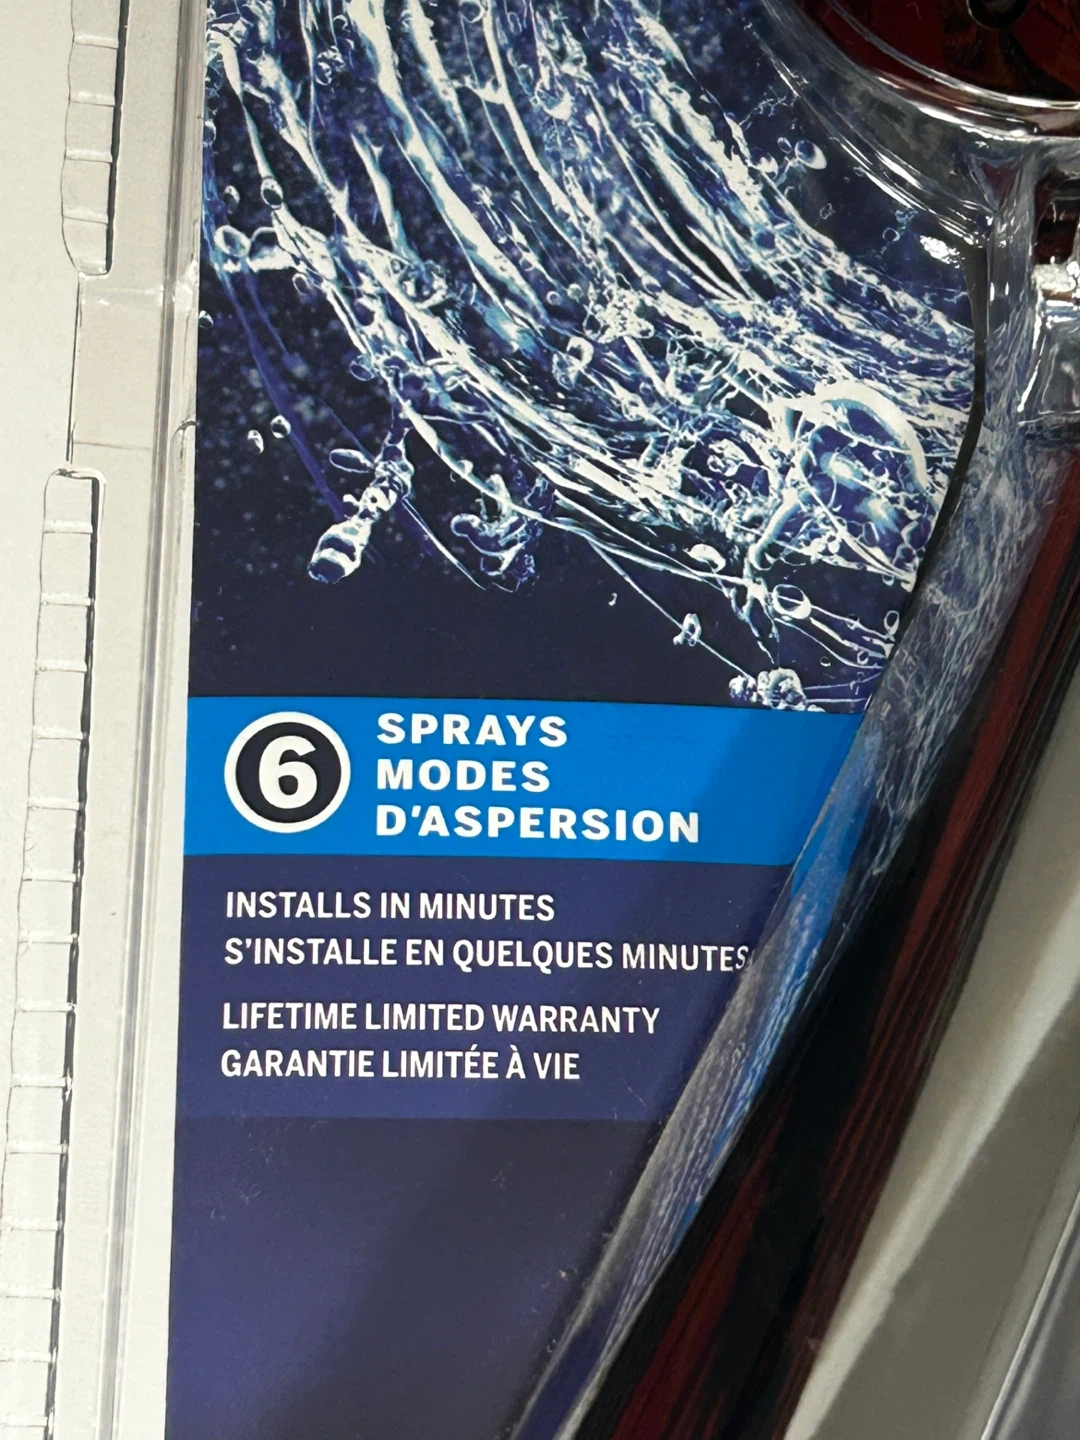 6
SPRAYS
MODES
D'ASPERSION
INSTALLS IN MINUTES
S'INSTALLE EN QUELQUES MINUTES
LIFETIME LIMITED WARRANTY
GARANTIE LIMITÉE À VIE